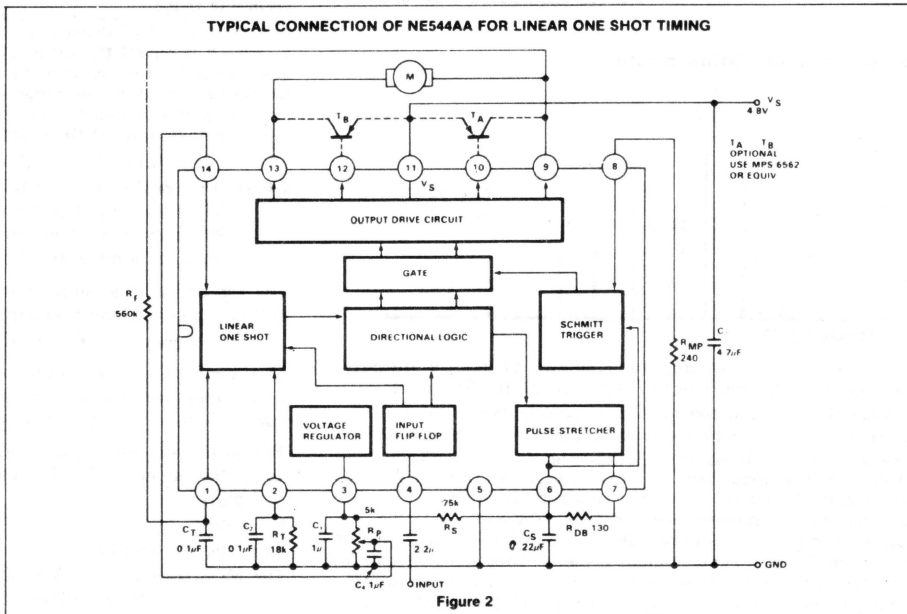 TYPICAL CONNECTION OF NE544AA FOR LINEAR ONE SHOT TIMING
M
VS
4 8V
TB
TA
TA TB
OPTIONAL
USE MPS 6562
OR EQUIV
14
13
12
11
10
9
8
VS
OUTPUT DRIVE CIRCUIT
GATE
RF
560k
LINEAR
ONE SHOT
DIRECTIONAL LOGIC
SCHMITT
TRIGGER
RMP
240
C
4 7μF
VOLTAGE
REGULATOR
INPUT
FLIP FLOP
PULSE STRETCHER
1
2
3
4
5
6
7
CT
0 1μF
0 1μF
RT
18k
1μ
5k
RP
2 2μ
75k
RS
CS
22μF
RDB 130
1μF
INPUT
GND
Figure 2